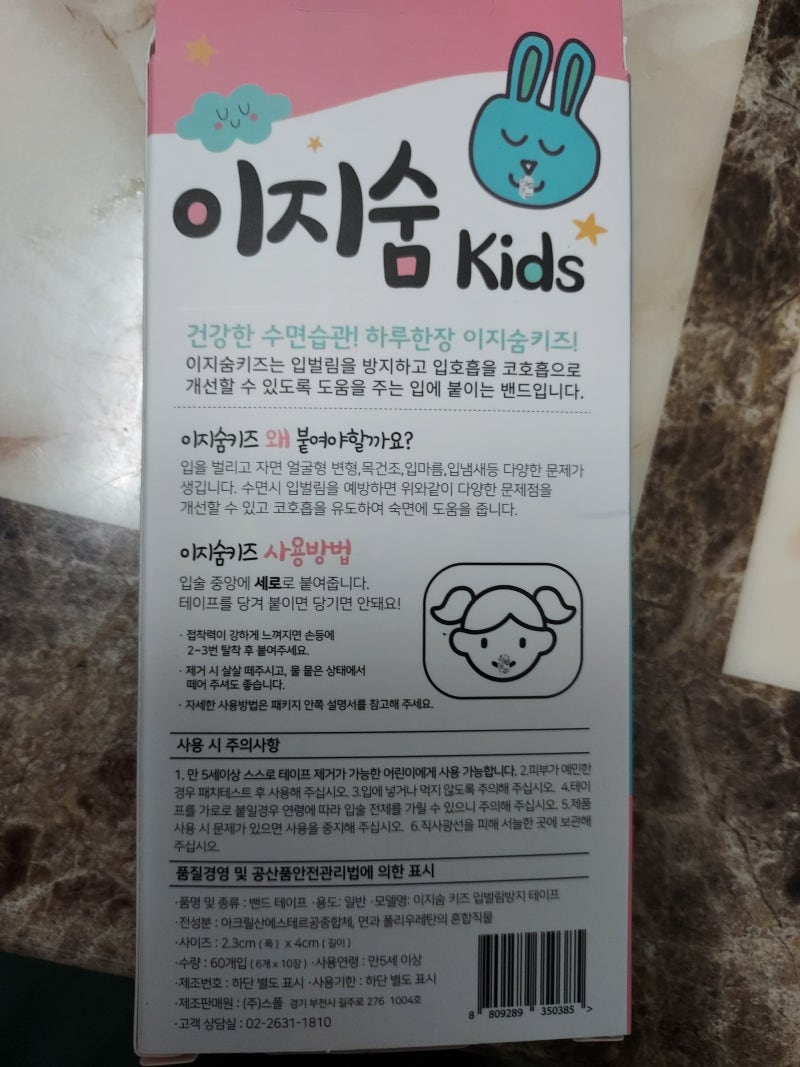 이지숨 Kids
건강한 수면습관! 하루한장 이지숨키즈!
이지숨키즈는 입벌림을 방지하고 입호흡을 코호흡으로
개선할 수 있도록 도움을 주는 입에 붙이는 밴드입니다.
이지숨키즈 왜 붙여야할까요?
입을 벌리고 자면 얼굴형 변형,목건조,입마름,입냄새등 다양한 문제가
생깁니다. 수면시 입벌림을 예방하면 위와같이 다양한 문제점을
개선할 수 있고 코호흡을 유도하여 숙면에 도움을 줍니다.
이지숨키즈 사용방법
입술 중앙에 세로로 붙여줍니다.
테이프를 당겨 붙이면 당기면 안돼요!
· 접착력이 강하게 느껴지면 손등에
2~3번 탈착 후 붙여주세요.
· 제거 시 살살 떼주시고, 물 묻은 상태에서
떼어 주셔도 좋습니다.
· 자세한 사용방법은 패키지 안쪽 설명서를 참고해 주세요.
사용 시 주의사항
1. 만 5세이상 스스로 테이프 제거가 가능한 어린이에게 사용 가능합니다. 2.피부가 예민한
경우 패치테스트 후 사용해 주십시오. 3.입에 넣거나 먹지 않도록 주의해 주십시오. 4.테이
프를 가로로 붙일경우 연령에 따라 입술 전체를 가릴 수 있으니 주의해 주십시오. 5.제품
사용 시 문제가 있으면 사용을 중지해 주십시오. 6.직사광선을 피해 서늘한 곳에 보관해
주십시오.
품질경영 및 공산품안전관리법에 의한 표시
·품명 및 종류 : 밴드 테이프 ·용도: 일반 ·모델명: 이지숨 키즈 입벌림방지 테이프
·전성분 : 아크릴산에스테르공중합체, 면과 폴리우레탄의 혼합직물
·사이즈 : 2.3cm ( 폭 ) x 4cm ( 길이 )
·수량 : 60개입 ( 6개 x 10장 ) ·사용연령 : 만5세 이상
·제조번호 : 하단 별도 표시 ·사용기한 : 하단 별도 표시
·제조판매원 : (주)스폴 경기 부천시 길주로 276 1004호
·고객 상담실 : 02-2631-1810
8 809289 350385 >